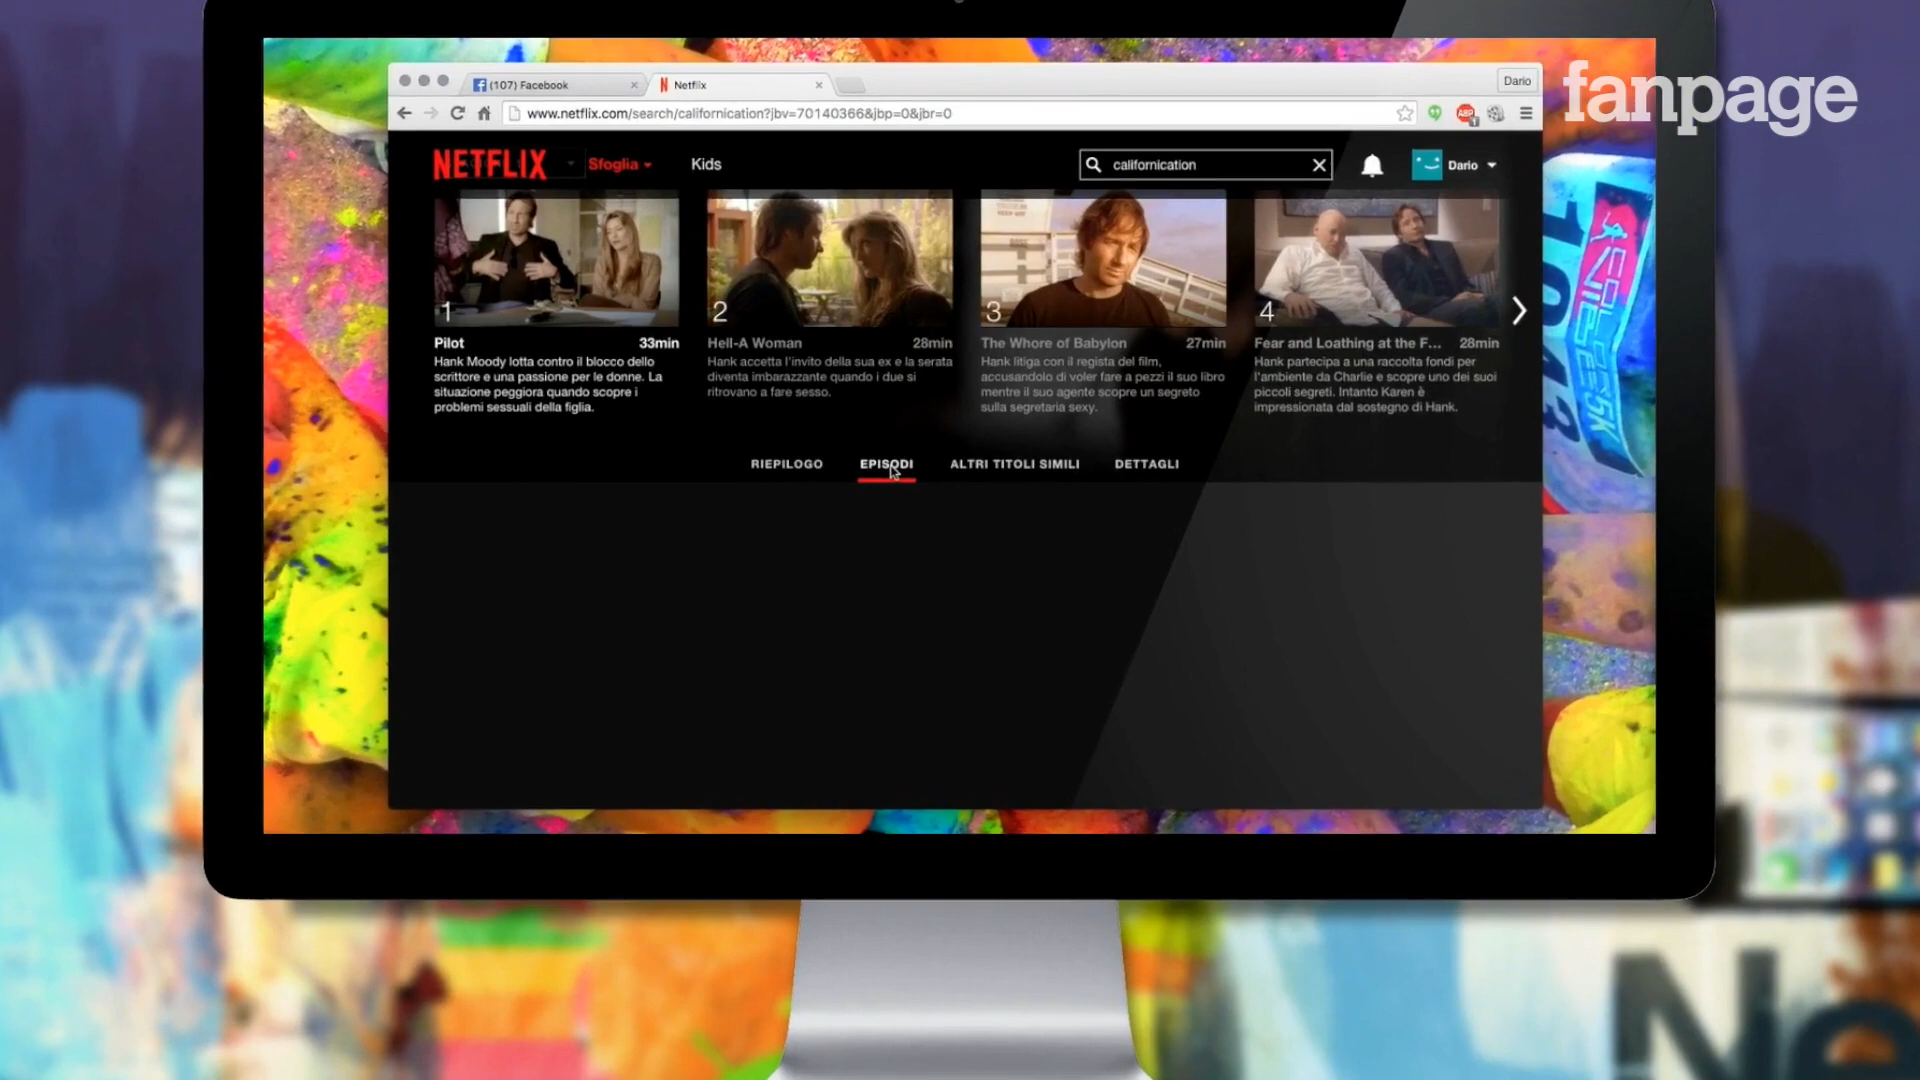 fanpage
(107) Facebook
Netflix
Dario
www.netflix.com/search/californication?jbv=70140366&jbp=0&jbr=0
ABP
NETFLIX
Sfoglia
Kids
californication
Dario
1
2
3
4
Pilot 33min
Hank Moody lotta contro il blocco dello
scrittore e una passione per le donne. La
situazione peggiora quando scopre i
problemi sessuali della figlia.
Hell-A Woman 28min
Hank accetta l'invito della sua ex e la serata
diventa imbarazzante quando i due si
ritrovano a fare sesso.
The Whore of Babylon 27min
Hank litiga con il regista del film,
accusandolo di voler fare a pezzi il suo libro
mentre il suo agente scopre un segreto
sulla segretaria sexy.
Fear and Loathing at the F... 28min
Hank partecipa a una raccolta fondi per
l'ambiente da Charlie e scopre uno dei suoi
piccoli segreti. Intanto Karen è
impressionata dal sostegno di Hank.
RIEPILOGO EPISODI ALTRI TITOLI SIMILI DETTAGLI
1043
Ne